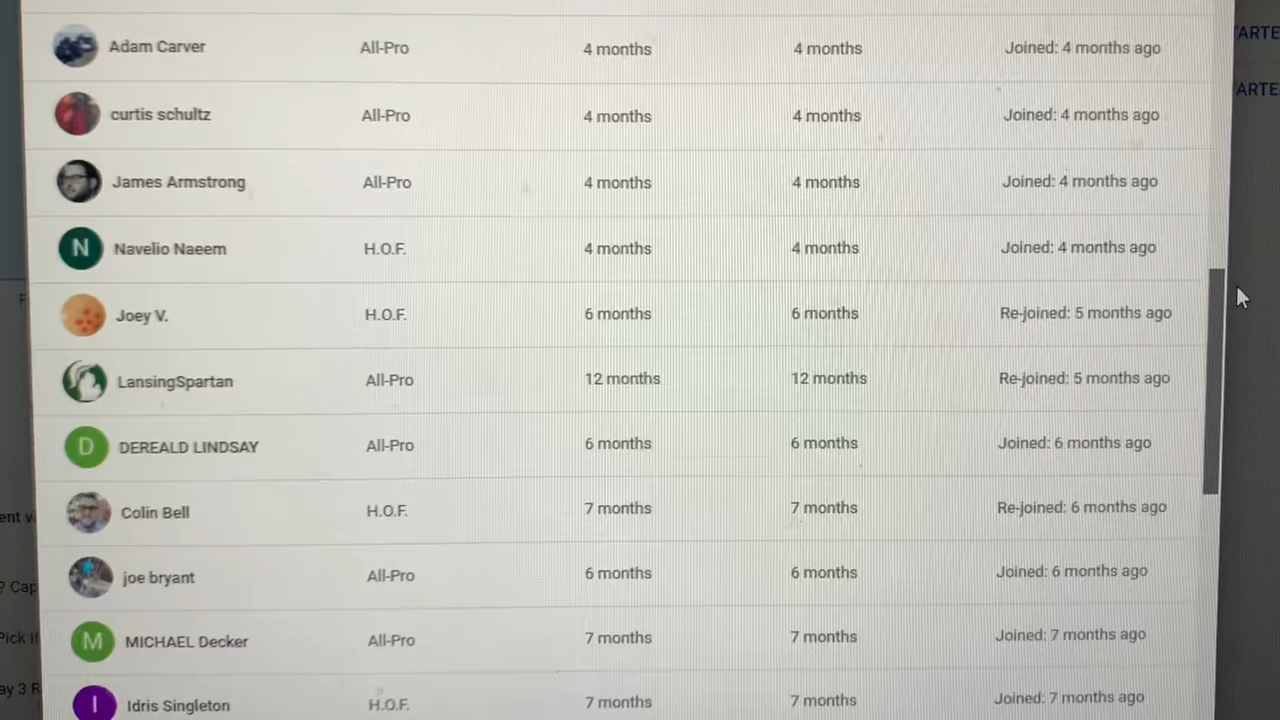 Adam Carver All-Pro 4 months 4 months Joined: 4 months ago
curtis schultz All-Pro 4 months 4 months Joined: 4 months ago
James Armstrong All-Pro 4 months 4 months Joined: 4 months ago
N Navelio Naeem H.O.F. 4 months 4 months Joined: 4 months ago
Joey V. H.O.F. 6 months 6 months Re-joined: 5 months ago
LansingSpartan All-Pro 12 months 12 months Re-joined: 5 months ago
D DEREALD LINDSAY All-Pro 6 months 6 months Joined: 6 months ago
Colin Bell H.O.F. 7 months 7 months Re-joined: 6 months ago
joe bryant All-Pro 6 months 6 months Joined: 6 months ago
M MICHAEL Decker All-Pro 7 months 7 months Joined: 7 months ago
I Idris Singleton H.O.F. 7 months 7 months Joined: 7 months ago